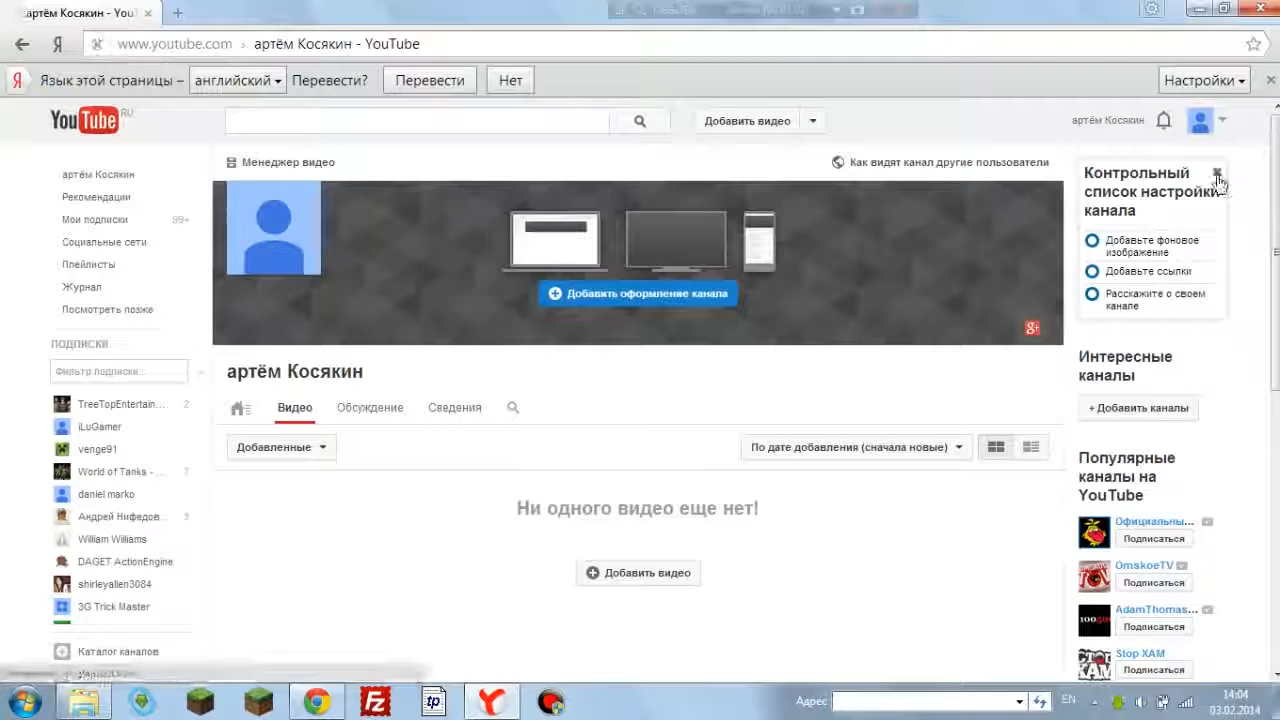 артём Косякин - YouT
Я www.youtube.com › артём Косякин - YouTube
Я Язык этой страницы – английский Перевести? Перевести Нет Настройки
YouTube RU
Добавить видео
артём Косякин
артём Косякин
Рекомендации
Мои подписки 99+
Социальные сети
Плейлисты
Журнал
Посмотреть позже
ПОДПИСКИ
Фильтр подписки...
TreeTopEntertain... 2
iLuGamer
venge91
World of Tanks - ... 7
daniel marko
Андрей Нифедов...
William Williams
DAGET ActionEngine
shirleyallen3084
3G Trick Master
Каталог каналов
Менеджер видео
Как видят канал другие пользователи
Добавить оформление канала
g+
артём Косякин
Видео Обсуждение Сведения
Добавленные
По дате добавления (сначала новые)
Ни одного видео еще нет!
Добавить видео
Контрольный
список настройки
канала
Добавьте фоновое
изображение
Добавьте ссылки
Расскажите о своем
канале
Интересные
каналы
+ Добавить каналы
Популярные
каналы на
YouTube
Официальны...
Подписаться
OmskoeTV
Подписаться
AdamThomas...
Подписаться
Stop XAM
Подписаться
Адрес
EN
14:04
03.02.2014